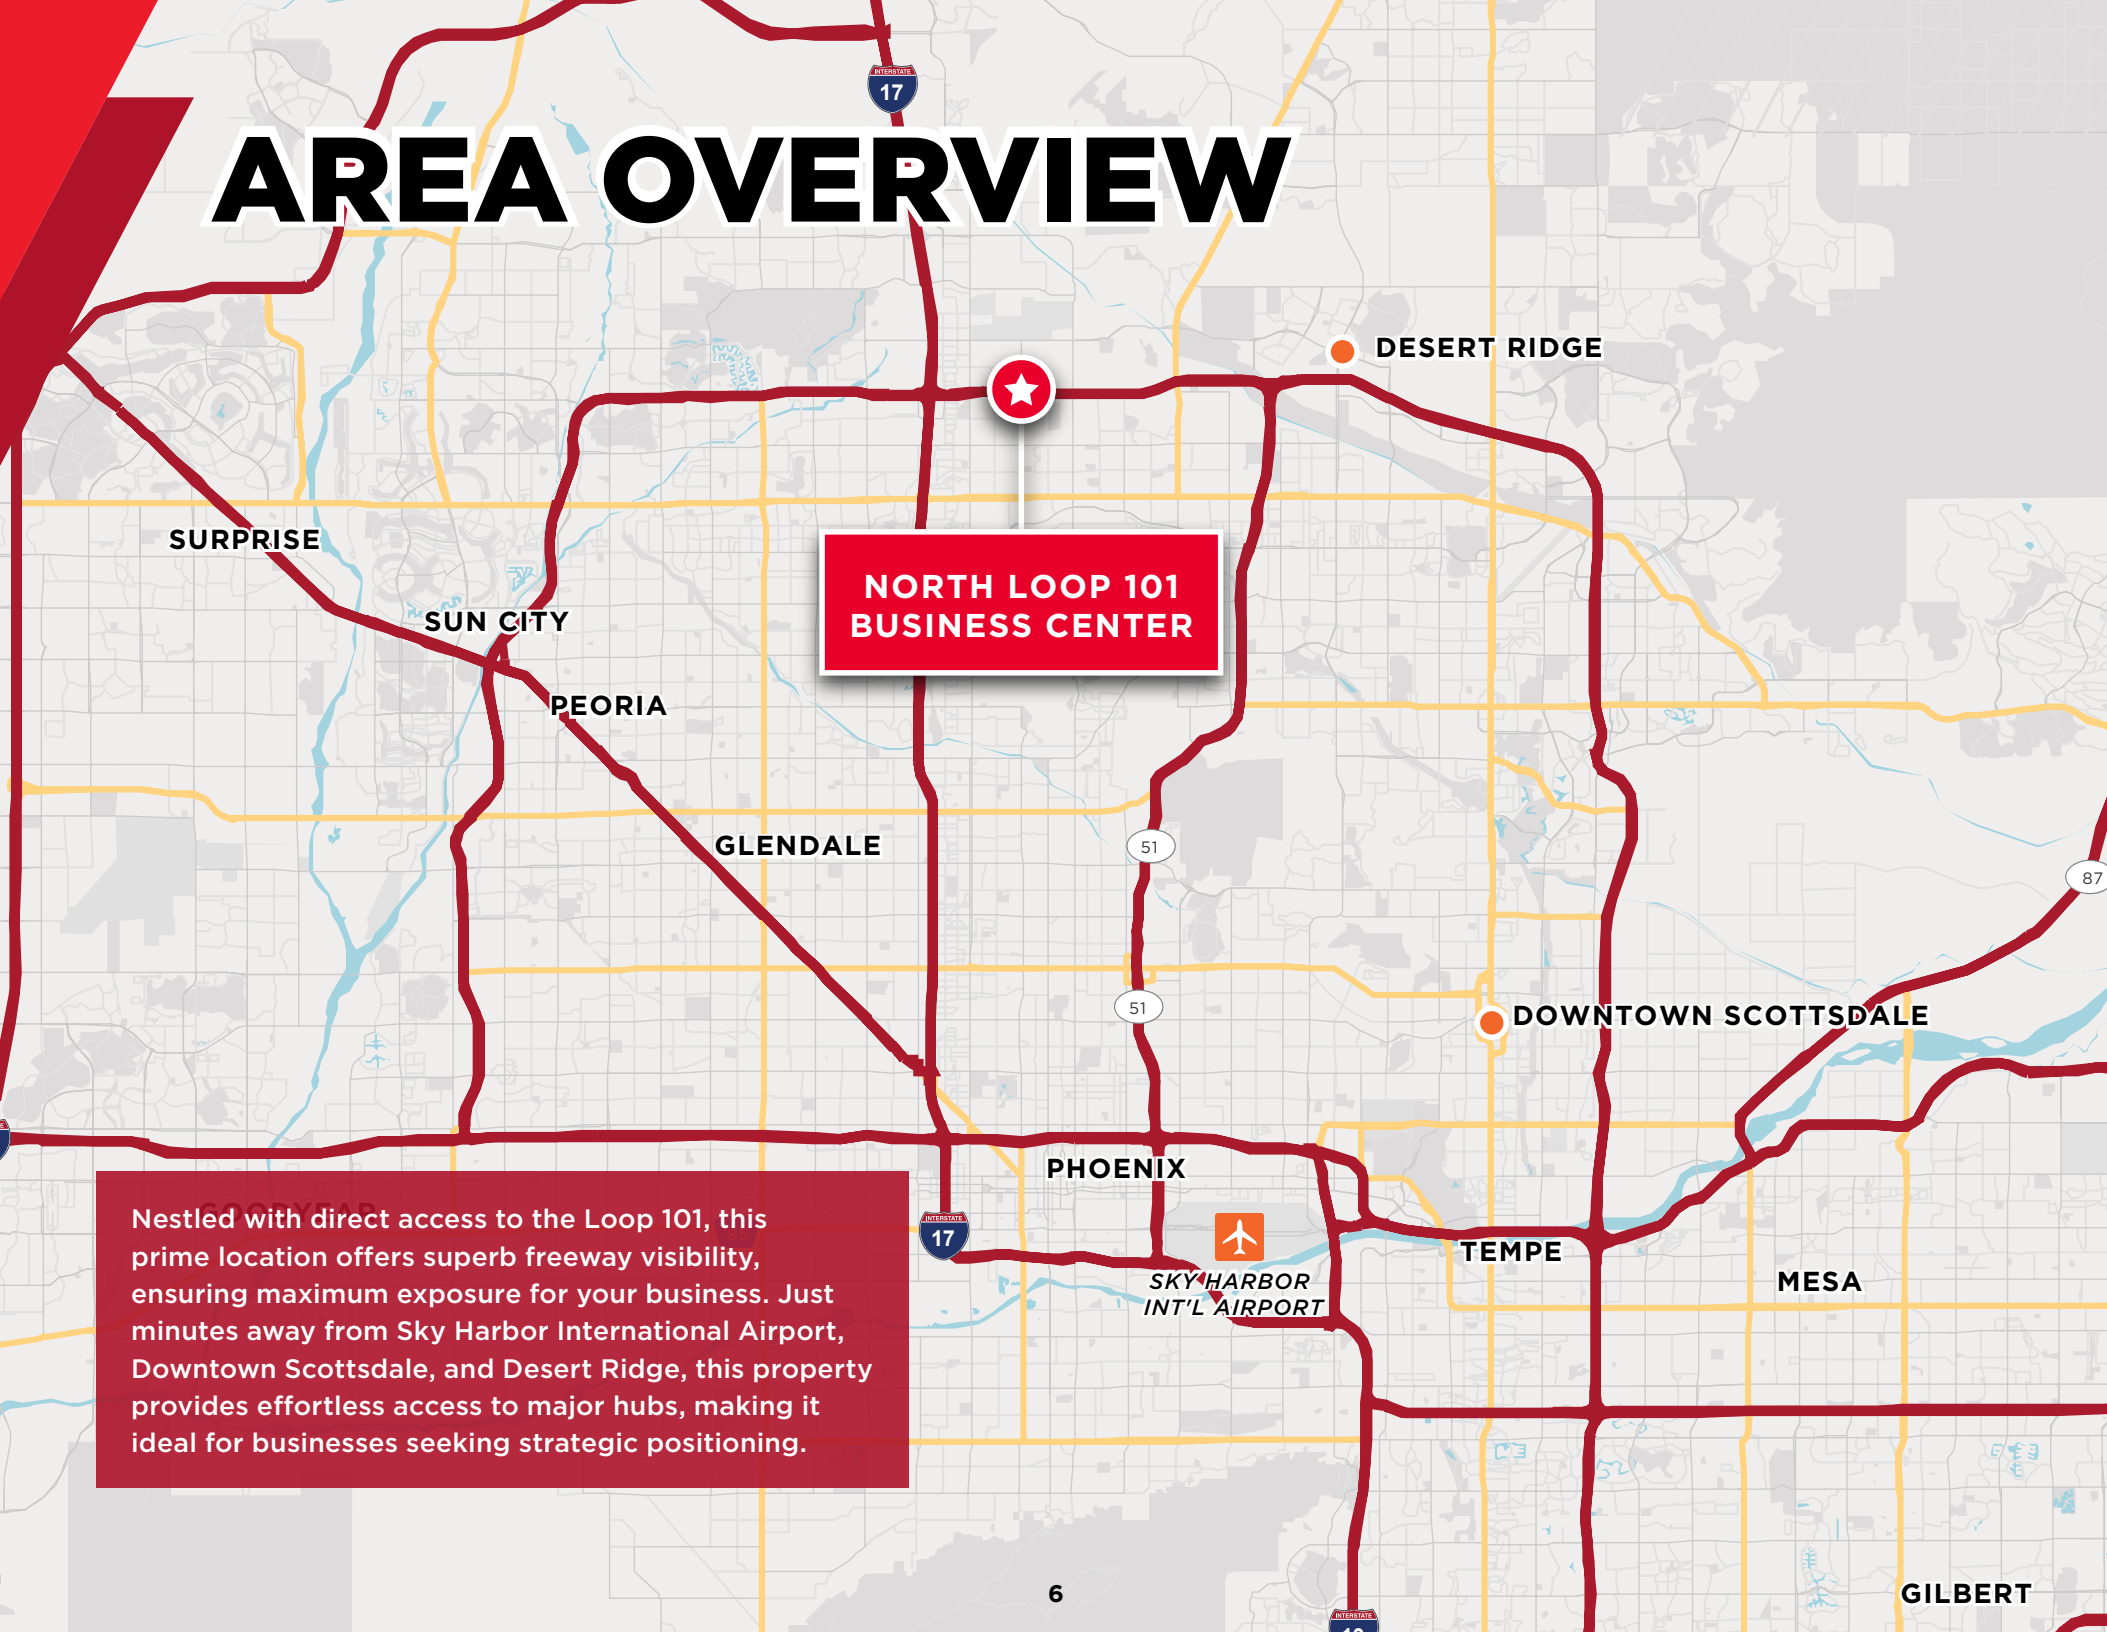 INTERSTATE
17
AREA OVERVIEW
DESERT RIDGE
SURPRISE
NORTH LOOP 101
BUSINESS CENTER
SUN CITY
PEORIA
GLENDALE
51
87
51
DOWNTOWN SCOTTSDALE
PHOENIX
GOODYEAR
INTERSTATE
17
TEMPE
MESA
SKY HARBOR
INT'L AIRPORT
Nestled with direct access to the Loop 101, this
prime location offers superb freeway visibility,
ensuring maximum exposure for your business. Just
minutes away from Sky Harbor International Airport,
Downtown Scottsdale, and Desert Ridge, this property
provides effortless access to major hubs, making it
ideal for businesses seeking strategic positioning.
6
GILBERT
INTERSTATE